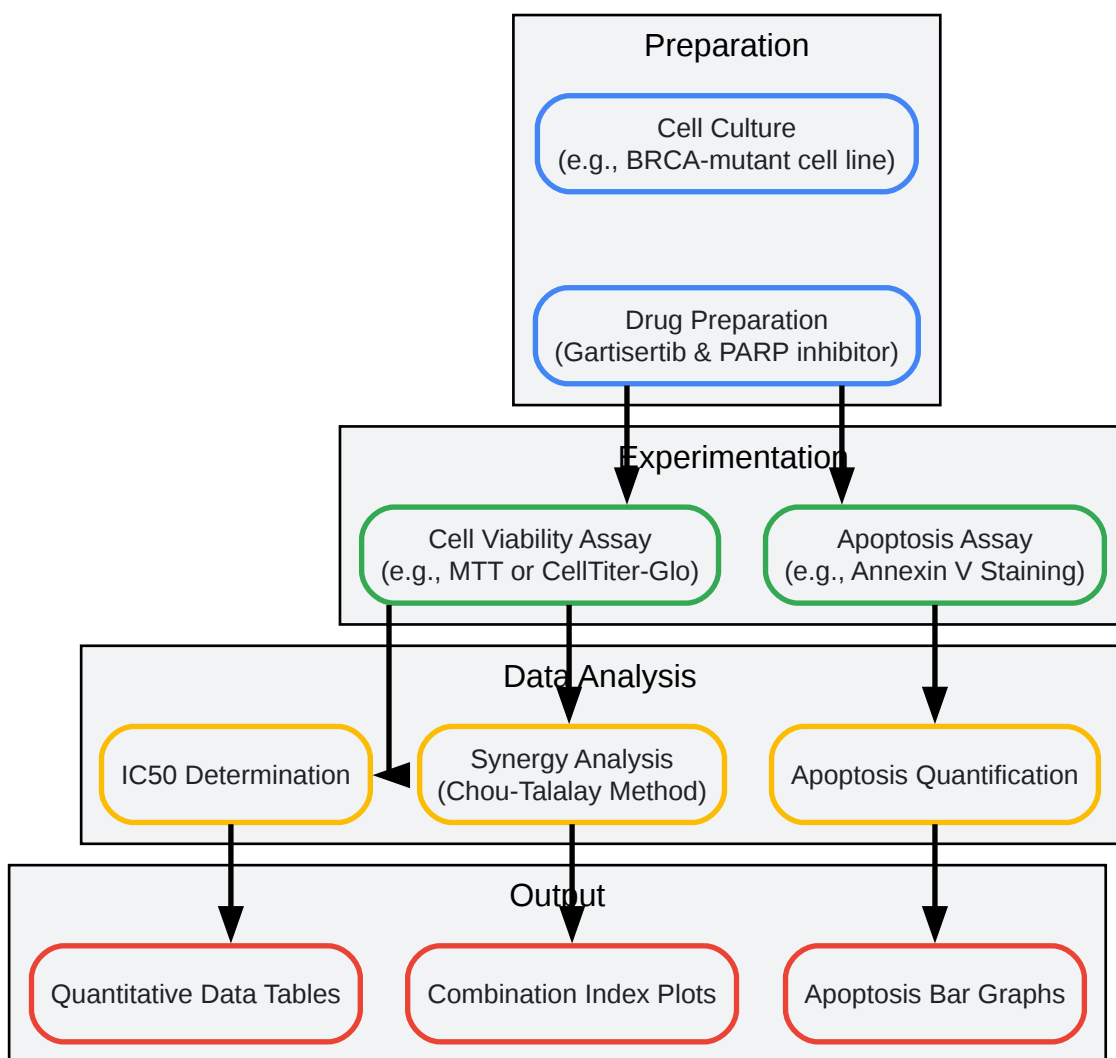 Preparation
Cell Culture
(e.g., BRCA-mutant cell line)
Drug Preparation
(Gartisertib & PARP inhibitor)
Experimentation
Cell Viability Assay
(e.g., MTT or CellTiter-Glo)
Apoptosis Assay
(e.g., Annexin V Staining)
Data Analysis
IC50 Determination
Synergy Analysis
(Chou-Talalay Method)
Apoptosis Quantification
Output
Quantitative Data Tables
Combination Index Plots
Apoptosis Bar Graphs